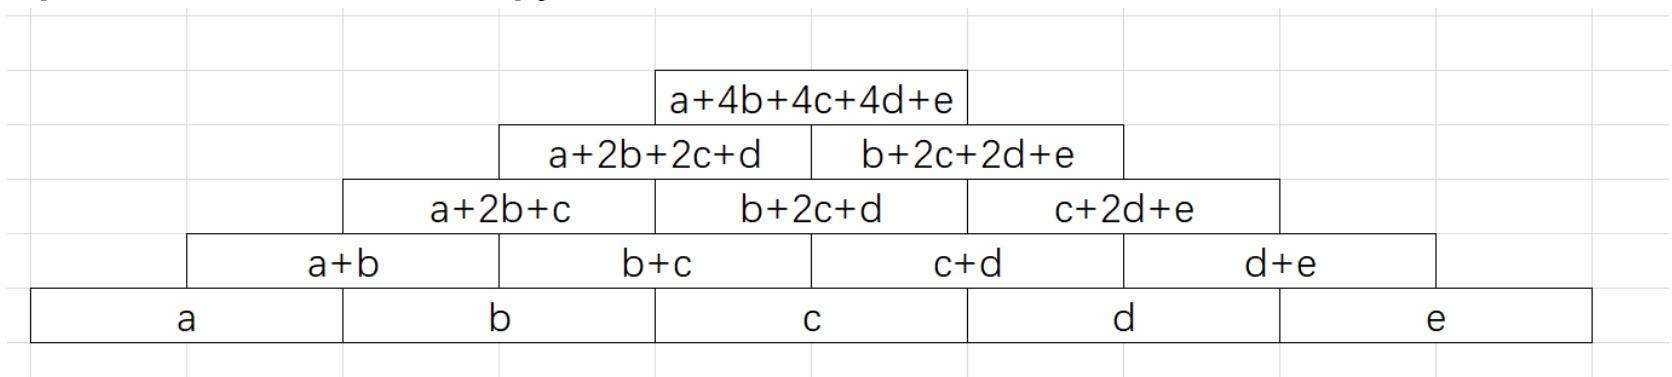 a+4b+4c+4d+e
a+2b+2c+d b+2c+2d+e
a+2b+c b+2c+d c+2d+e
a+b b+c c+d d+e
a b c d e